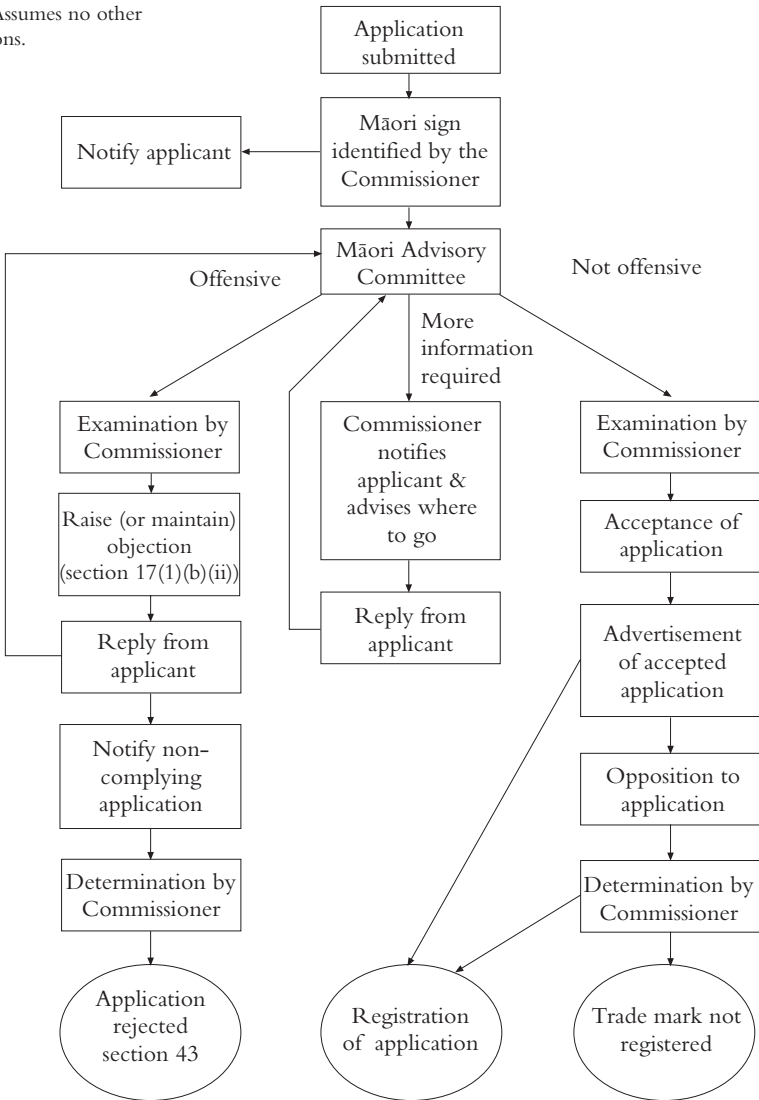 Assumes no other
ons.
Application
submitted
Notify applicant
Māori sign
identified by the
Commissioner
Māori Advisory
Committee
Offensive
Not offensive
More
information
required
Examination by
Commissioner
Raise (or maintain)
objection
(section 17(1)(b)(ii))
Reply from
applicant
Notify non-
complying
application
Determination by
Commissioner
Application
rejected
section 43
Commissioner
notifies
applicant &
advises where
to go
Reply from
applicant
Registration
of application
Examination by
Commissioner
Acceptance of
application
Advertisement
of accepted
application
Opposition to
application
Determination by
Commissioner
Trade mark not
registered